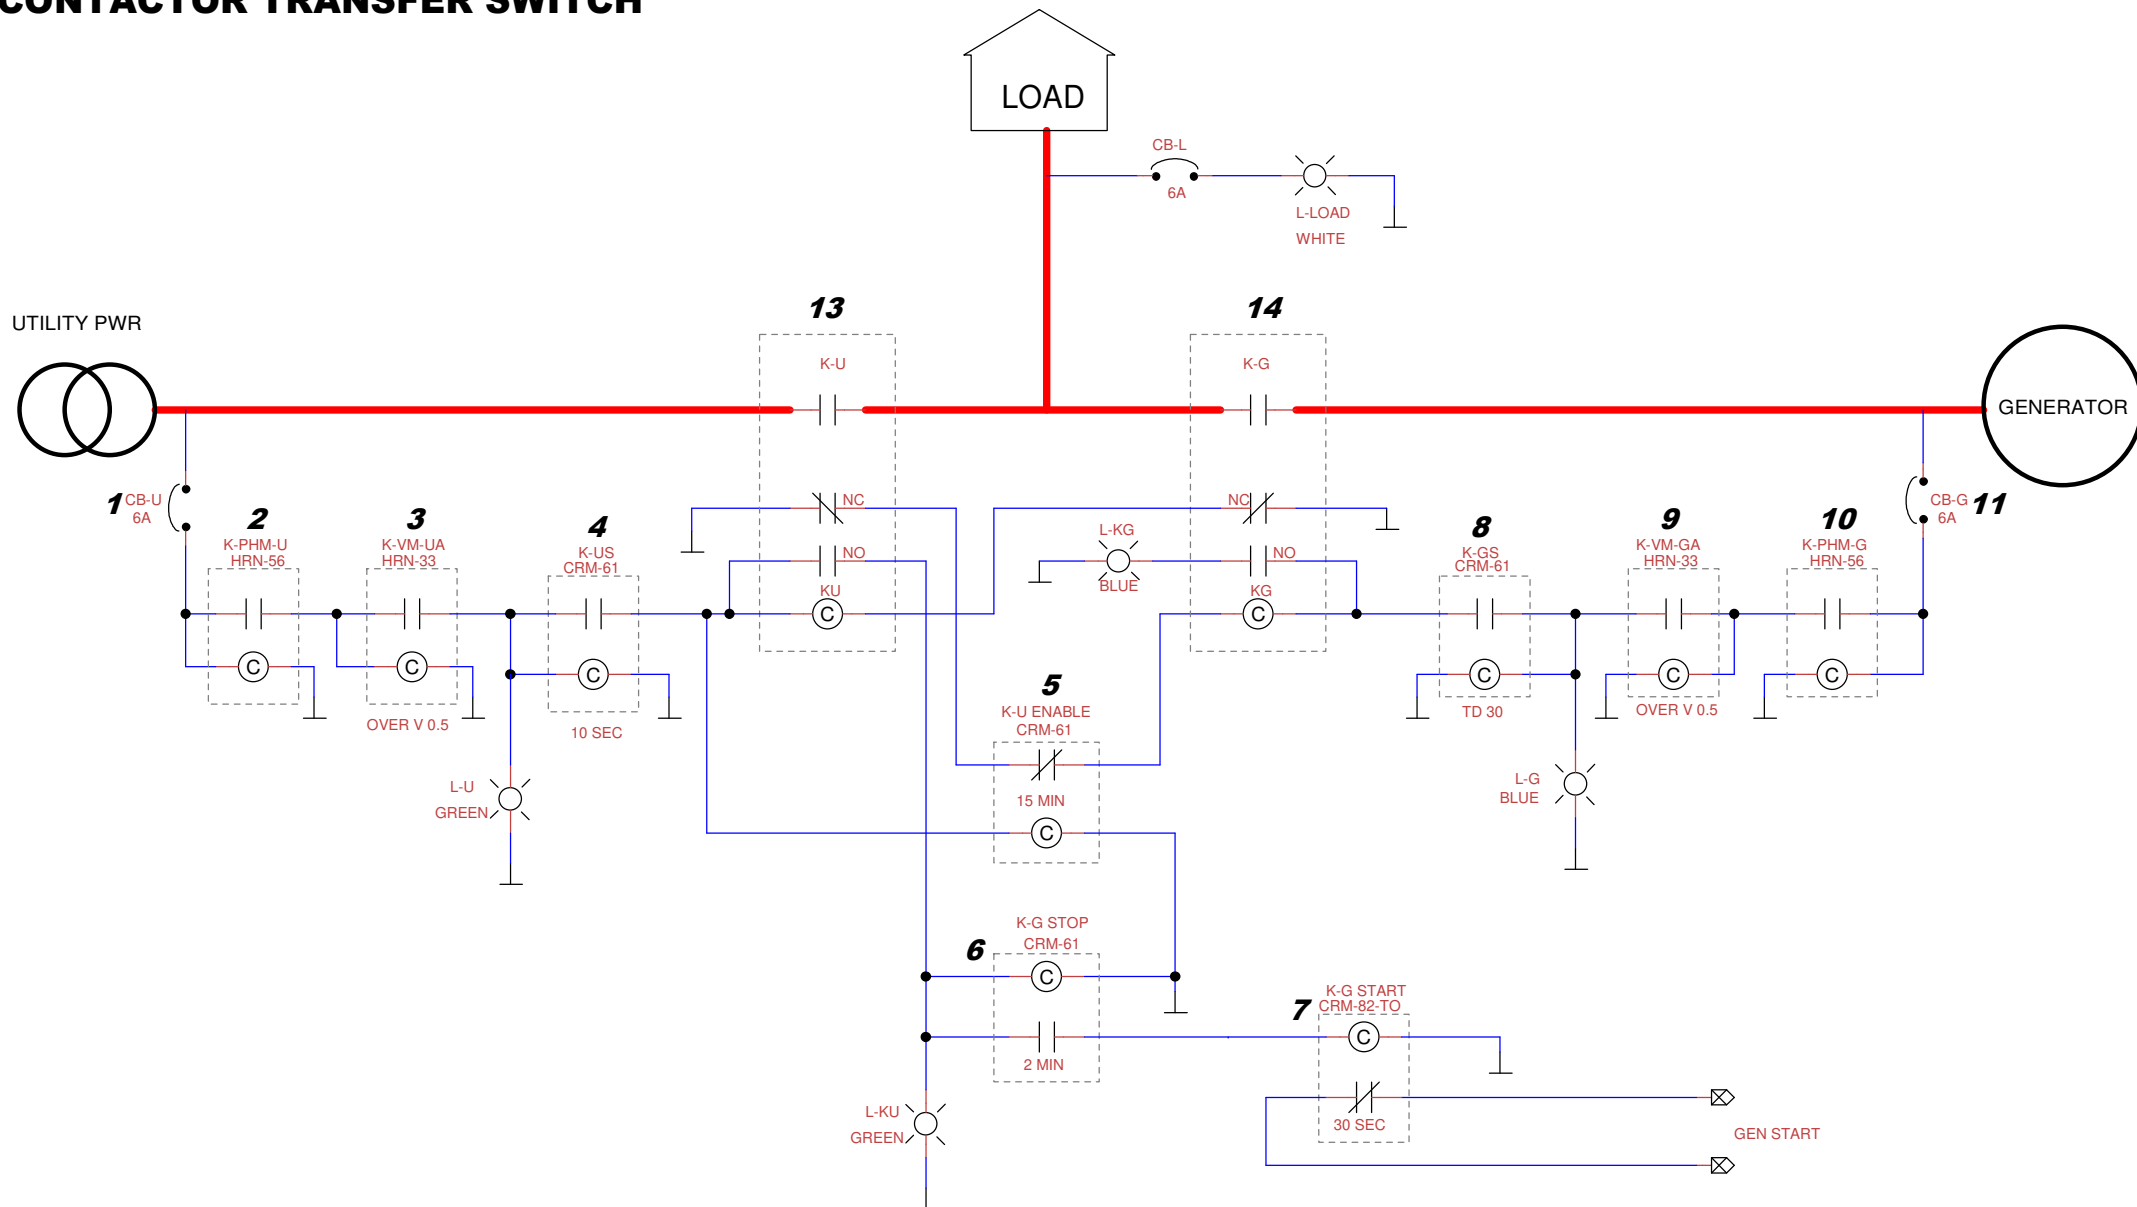 CONTACTOR TRANSFER SWITCH
LOAD
CB-L
6A
L-LOAD
WHITE
UTILITY PWR
13
K-U
14
K-G
GENERATOR
1
CB-U
6A
2
K-PHM-U
HRN-56
C
3
K-VM-UA
HRN-33
C
OVER V 0.5
4
K-US
CRM-61
C
10 SEC
NC
NO
KU
C
NC
NO
KG
C
L-KG
BLUE
8
K-GS
CRM-61
C
TD 30
9
K-VM-GA
HRN-33
C
OVER V 0.5
10
K-PHM-G
HRN-56
C
CB-G
6A
11
5
K-U ENABLE
CRM-61
15 MIN
C
L-U
GREEN
L-G
BLUE
6
K-G STOP
CRM-61
C
2 MIN
7
K-G START
CRM-82-TO
C
30 SEC
GEN START
L-KU
GREEN